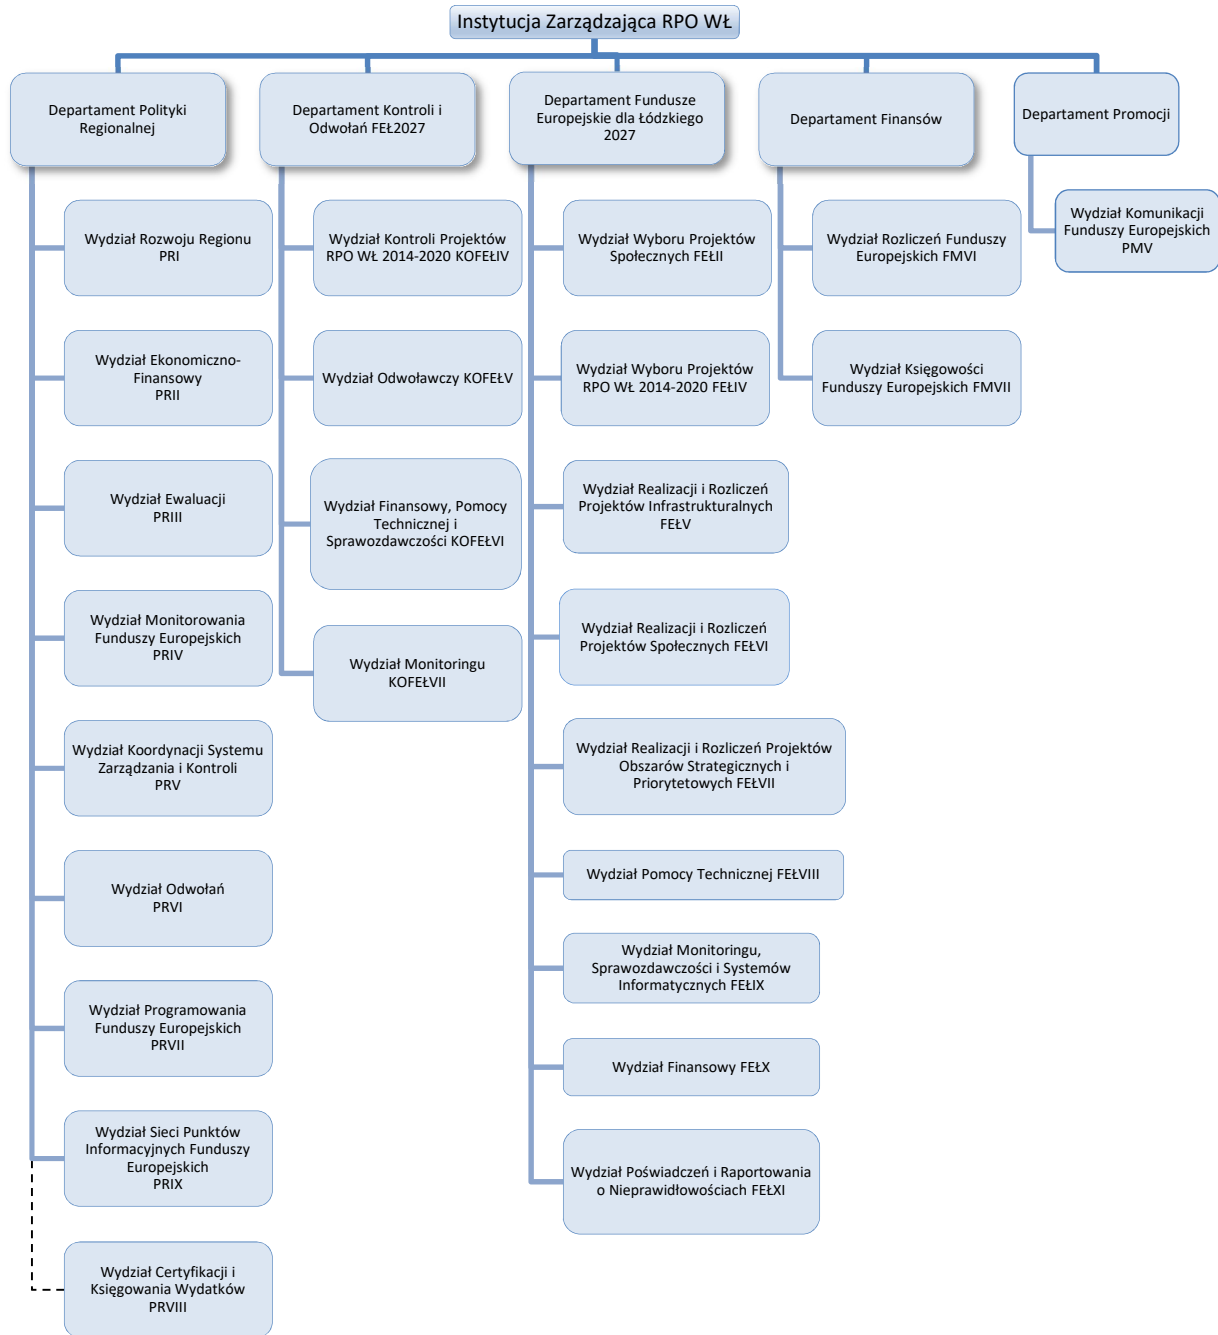 Instytucja Zarządzająca RPO WŁ
Departament Polityki
Regionalnej
Wydział Rozwoju Regionu
PRI
Wydział Ekonomiczno-
Finansowy
PRII
Wydział Ewaluacji
PRIII
Wydział Monitorowania
Funduszy Europejskich
PRIV
Wydział Koordynacji Systemu
Zarządzania i Kontroli
PRV
Wydział Odwołań
PRVI
Wydział Programowania
Funduszy Europejskich
PRVII
Wydział Sieci Punktów
Informacyjnych Funduszy
Europejskich
PRIX
Wydział Certyfikacji i
Księgowania Wydatków
PRVIII
Departament Kontroli i
Odwołań FEŁ2027
Wydział Kontroli Projektów
RPO WŁ 2014-2020 KOFEŁIV
Wydział Odwoławczy KOFEŁV
Wydział Finansowy, Pomocy
Technicznej i
Sprawozdawczości KOFEŁVI
Wydział Monitoringu
KOFEŁVII
Departament Fundusze
Europejskie dla Łódzkiego
2027
Wydział Wyboru Projektów
Społecznych FEŁII
Wydział Wyboru Projektów
RPO WŁ 2014-2020 FEŁIV
Wydział Realizacji i Rozliczeń
Projektów Infrastrukturalnych
FEŁV
Wydział Realizacji i Rozliczeń
Projektów Społecznych FEŁVI
Wydział Realizacji i Rozliczeń Projektów
Obszarów Strategicznych i
Priorytetowych FEŁVII
Wydział Pomocy Technicznej FEŁVIII
Wydział Monitoringu,
Sprawozdawczości i Systemów
Informatycznych FEŁIX
Wydział Finansowy FEŁX
Wydział Poświadczeń i Raportowania
o Nieprawidłowościach FEŁXI
Departament Finansów
Wydział Rozliczeń Funduszy
Europejskich FMVI
Wydział Księgowości
Funduszy Europejskich FMVII
Departament Promocji
Wydział Komunikacji
Funduszy Europejskich
PMV